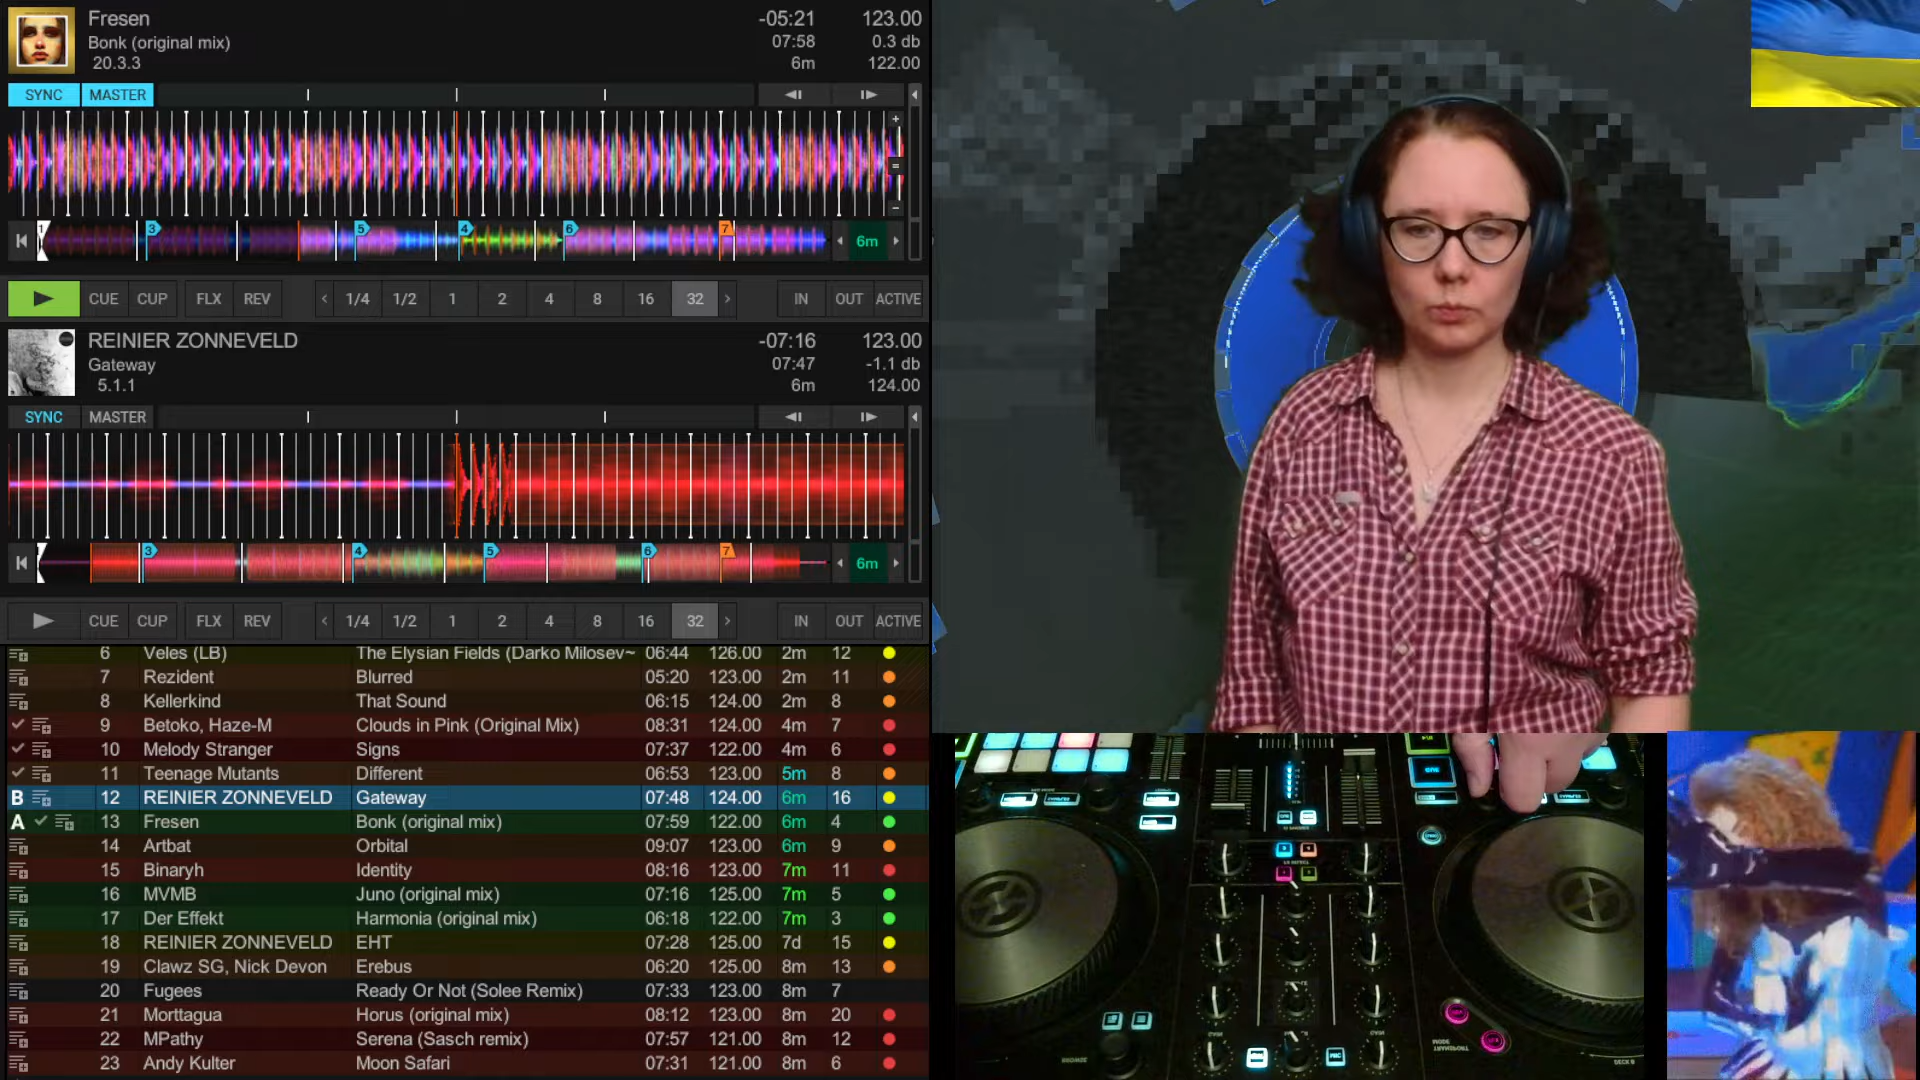 Fresen -05:21 123.00
Bonk (original mix) 07:58 0.3 db
20.3.3 6m 122.00
SYNC MASTER
+
=
−
1 3 5 4 6 7 6m
CUE CUP FLX REV 1/4 1/2 1 2 4 8 16 32 IN OUT ACTIVE
REINIER ZONNEVELD -07:16 123.00
Gateway 07:47 -1.1 db
5.1.1 6m 124.00
SYNC MASTER
3 4 5 6 7 6m
CUE CUP FLX REV 1/4 1/2 1 2 4 8 16 32 IN OUT ACTIVE
6 Veles (LB) The Elysian Fields (Darko Milosev~ 06:44 126.00 2m 12
7 Rezident Blurred 05:20 123.00 2m 11
8 Kellerkind That Sound 06:15 124.00 2m 8
9 Betoko, Haze-M Clouds in Pink (Original Mix) 08:31 124.00 4m 7
10 Melody Stranger Signs 07:37 122.00 4m 6
11 Teenage Mutants Different 06:53 123.00 5m 8
B 12 REINIER ZONNEVELD Gateway 07:48 124.00 6m 16
A 13 Fresen Bonk (original mix) 07:59 122.00 6m 4
14 Artbat Orbital 09:07 123.00 6m 9
15 Binaryh Identity 08:16 123.00 7m 11
16 MVMB Juno (original mix) 07:16 125.00 7m 5
17 Der Effekt Harmonia (original mix) 06:18 122.00 7m 3
18 REINIER ZONNEVELD EHT 07:28 125.00 7d 15
19 Clawz SG, Nick Devon Erebus 06:20 125.00 8m 13
20 Fugees Ready Or Not (Solee Remix) 07:33 123.00 8m 7
21 Morttagua Horus (original mix) 08:12 123.00 8m 20
22 MPathy Serena (Sasch remix) 07:57 121.00 8m 12
23 Andy Kulter Moon Safari 07:31 121.00 8m 6